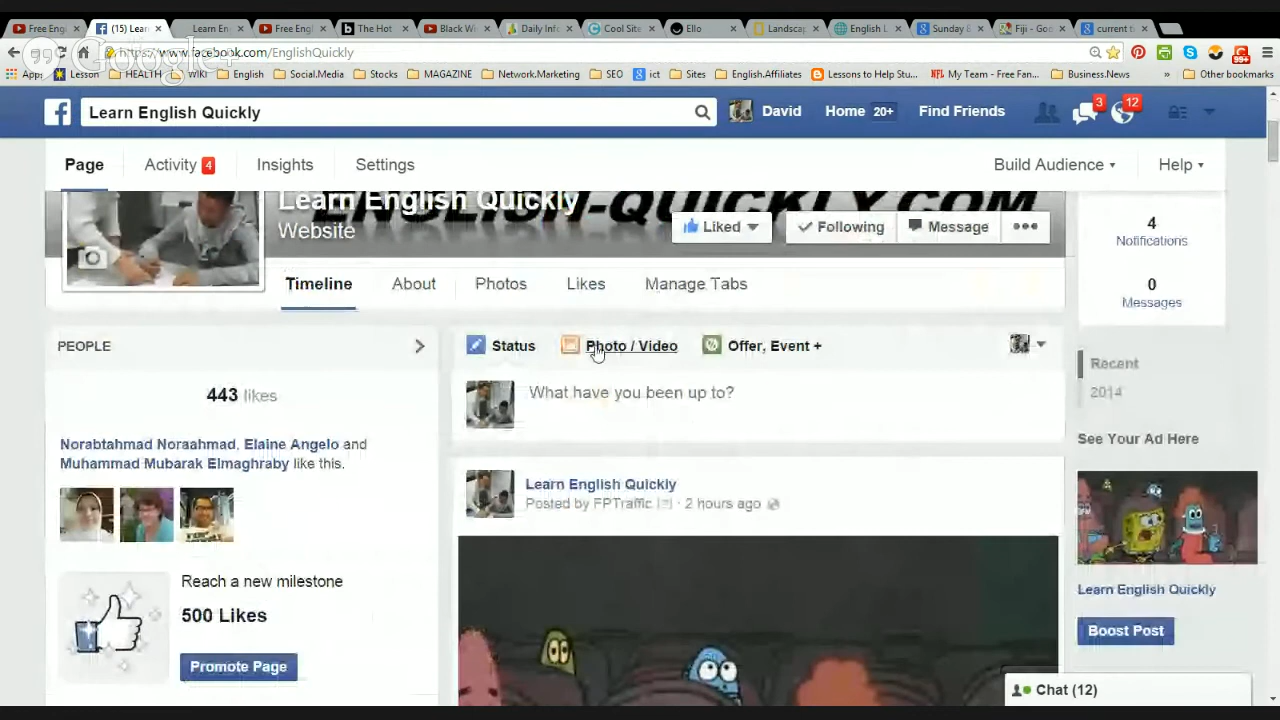 Free Eng
(15) Lear
Learn En
Free Engl
The Hot
Black Wi
Daily Info
Cool Site
Ello
Landscap
English L
Sunday B
Fiji - Goo
current t
https://www.facebook.com/EnglishQuickly
Google+
Apps
Lesson
HEALTH
WIKI
English
Social.Media
Stocks
MAGAZINE
Network.Marketing
SEO
ict
Sites
English.Affiliates
Lessons to Help Stu...
My Team - Free Fan...
Business.News
»
Other bookmarks
99+
Learn English Quickly
David
Home 20+
Find Friends
3
12
Page
Activity 4
Insights
Settings
Build Audience
Help
ENGLISH-QUICKLY.COM
Learn English Quickly
Website
Liked
Following
Message
4
Notifications
0
Messages
Timeline
About
Photos
Likes
Manage Tabs
PEOPLE
443 likes
Norabtahmad Noraahmad, Elaine Angelo and
Muhammad Mubarak Elmaghraby like this.
Reach a new milestone
500 Likes
Promote Page
Status
Photo / Video
Offer, Event +
What have you been up to?
Learn English Quickly
Posted by FPTraffic [?] · 2 hours ago
Recent
2014
See Your Ad Here
Learn English Quickly
Boost Post
Chat (12)